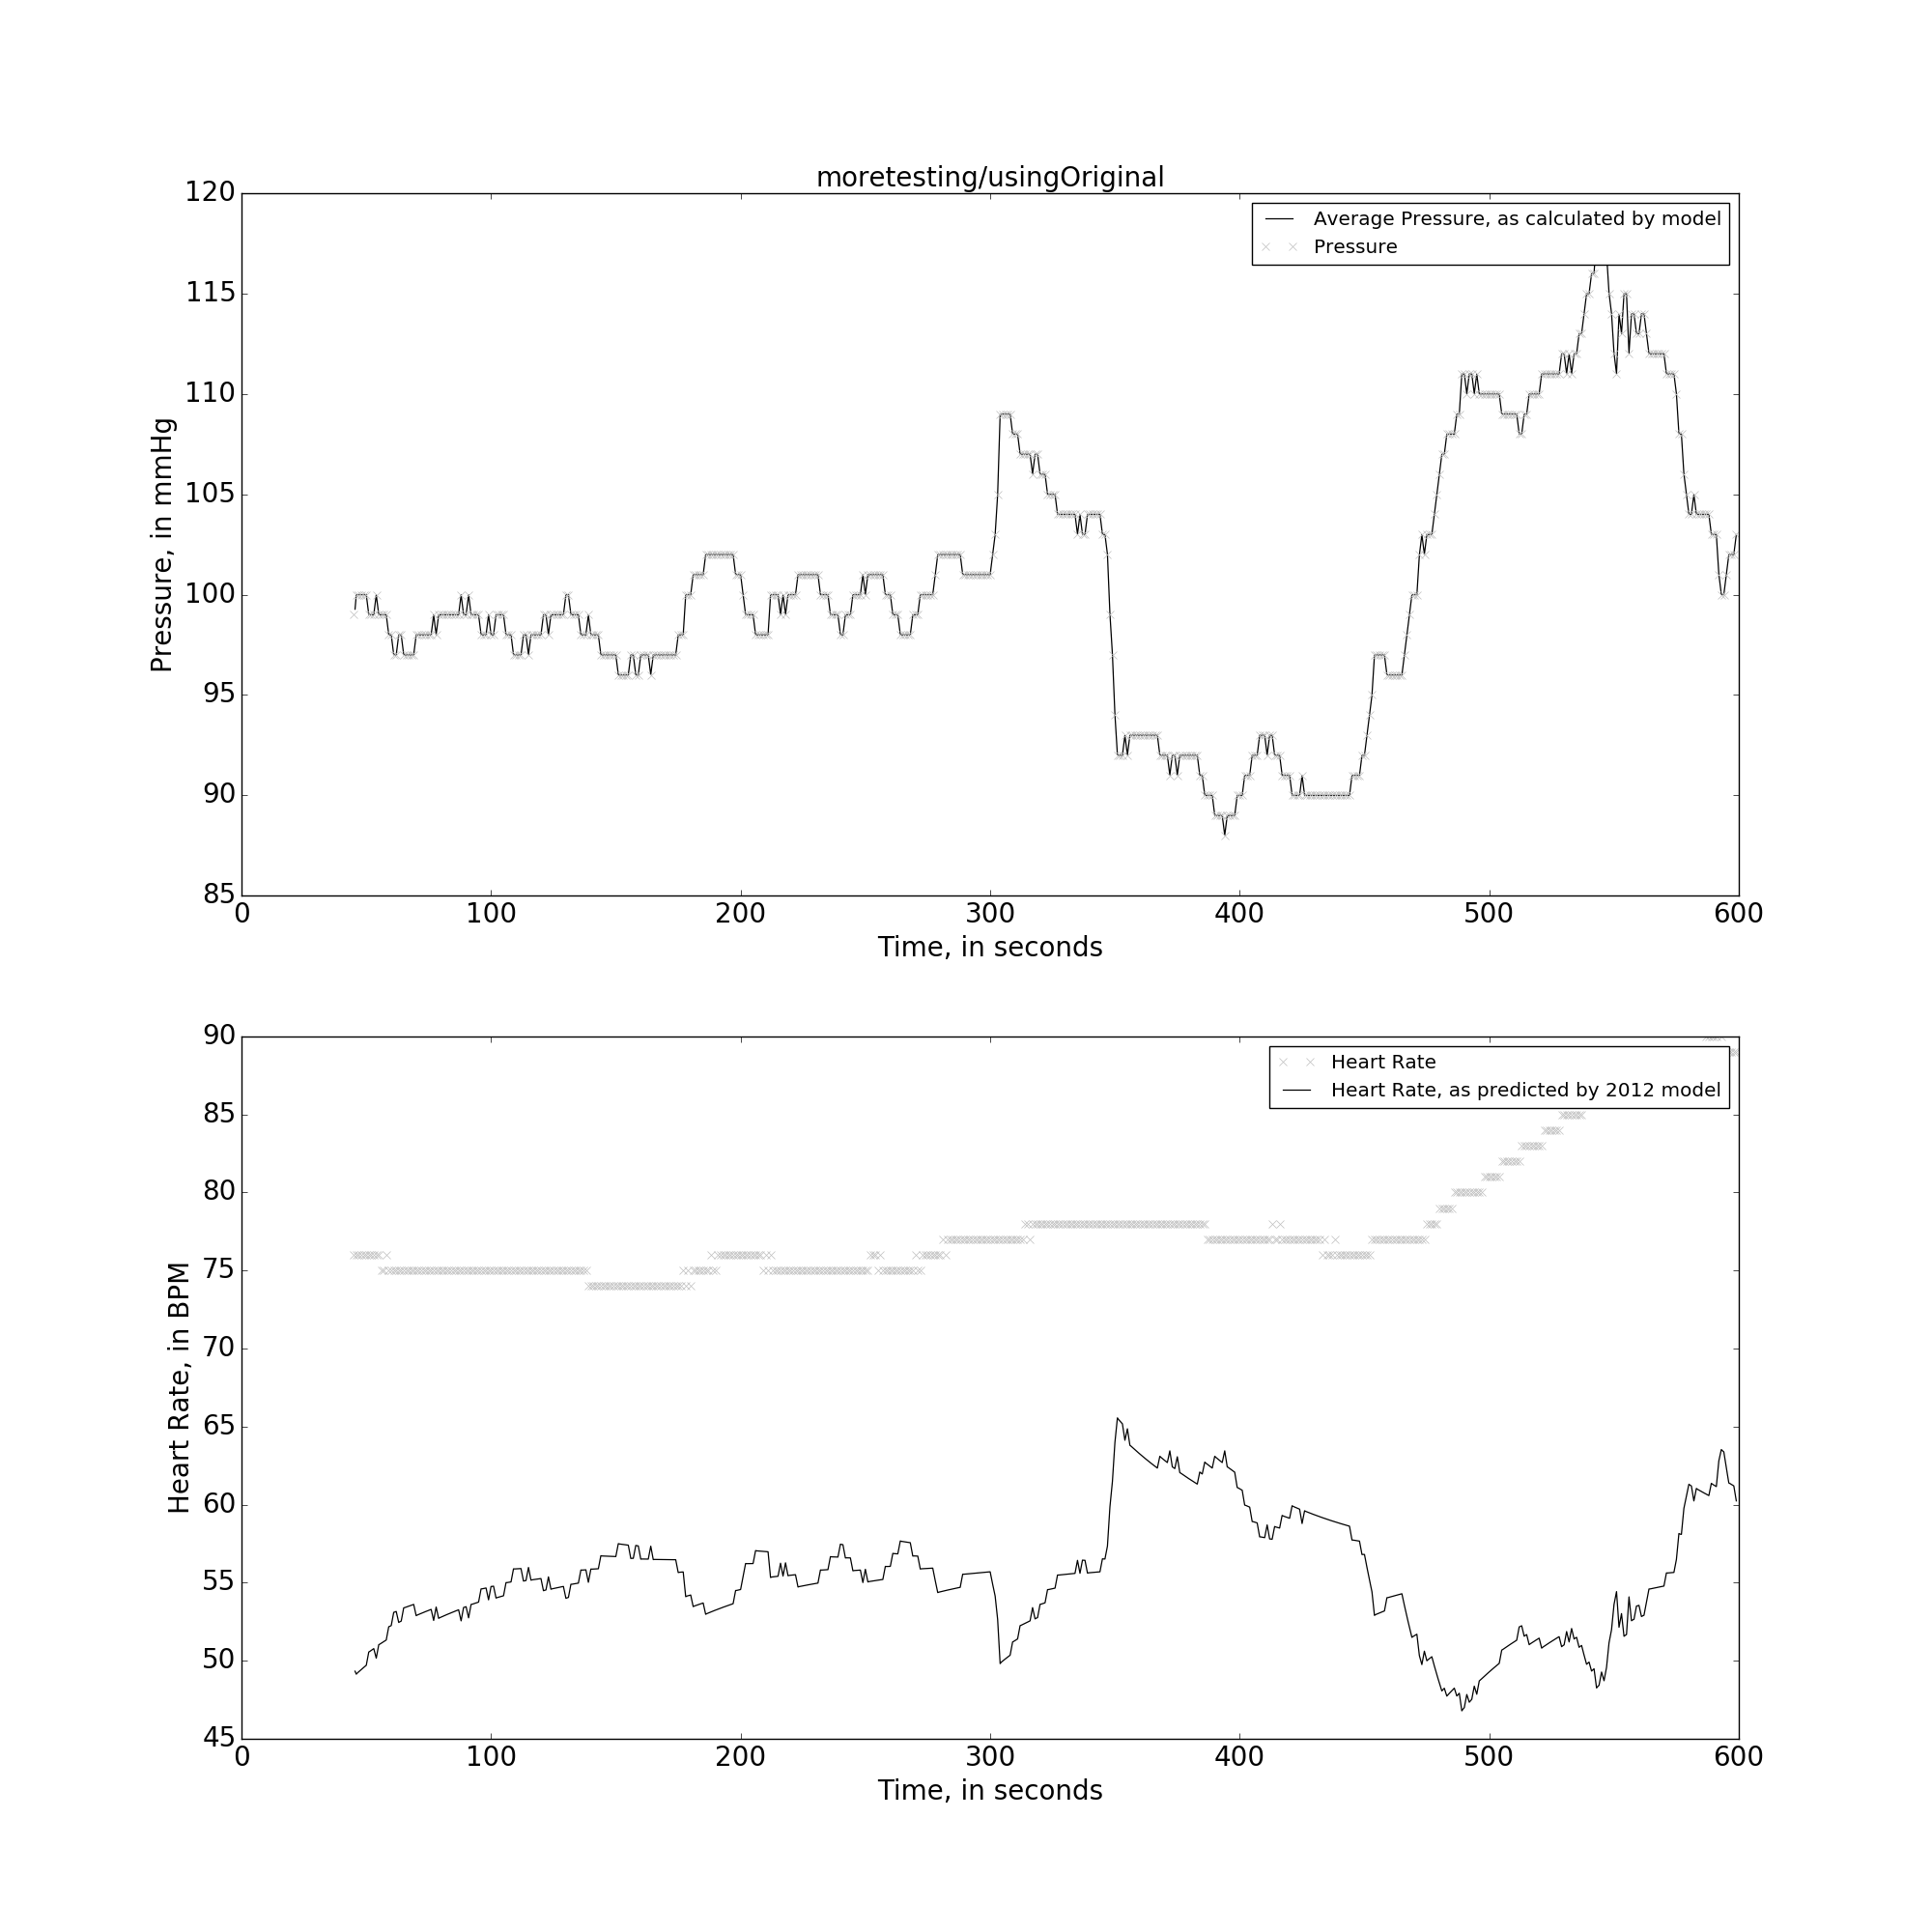 moretesting/usingOriginal
120
115
110
105
100
95
90
85
Pressure, in mmHg
Average Pressure, as calculated by model
Pressure
0 100 200 300 400 500 600
Time, in seconds
90
85
80
75
70
65
60
55
50
45
Heart Rate, in BPM
Heart Rate
Heart Rate, as predicted by 2012 model
0 100 200 300 400 500 600
Time, in seconds